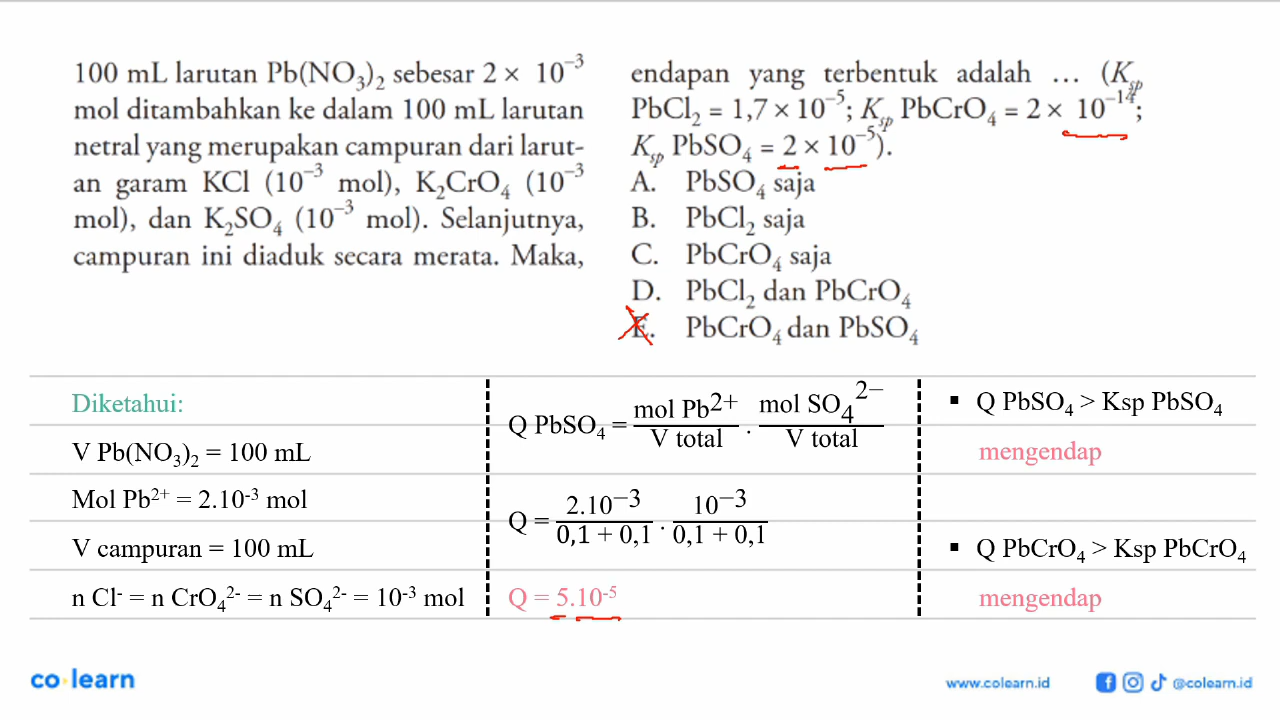 100 mL larutan Pb(NO₃)₂ sebesar 2 × 10⁻³
mol ditambahkan ke dalam 100 mL larutan
netral yang merupakan campuran dari larut-
an garam KCl (10⁻³ mol), K₂CrO₄ (10⁻³
mol), dan K₂SO₄ (10⁻³ mol). Selanjutnya,
campuran ini diaduk secara merata. Maka,
endapan yang terbentuk adalah ... (Kₛₚ
PbCl₂ = 1,7 × 10⁻⁵; Kₛₚ PbCrO₄ = 2 × 10⁻¹⁴;
Kₛₚ PbSO₄ = 2 × 10⁻⁵).
A. PbSO₄ saja
B. PbCl₂ saja
C. PbCrO₄ saja
D. PbCl₂ dan PbCrO₄
E. PbCrO₄ dan PbSO₄
Diketahui:
V Pb(NO₃)₂ = 100 mL
Mol Pb²⁺ = 2.10⁻³ mol
V campuran = 100 mL
n Cl⁻ = n CrO₄²⁻ = n SO₄²⁻ = 10⁻³ mol
Q PbSO₄ = mol Pb²⁺/V total . mol SO₄²⁻/V total
Q = 2.10⁻³/0,1 + 0,1 . 10⁻³/0,1 + 0,1
Q = 5.10⁻⁵
▪ Q PbSO₄ > Ksp PbSO₄
mengendap
▪ Q PbCrO₄ > Ksp PbCrO₄
mengendap
co learn
www.colearn.id
@colearn.id